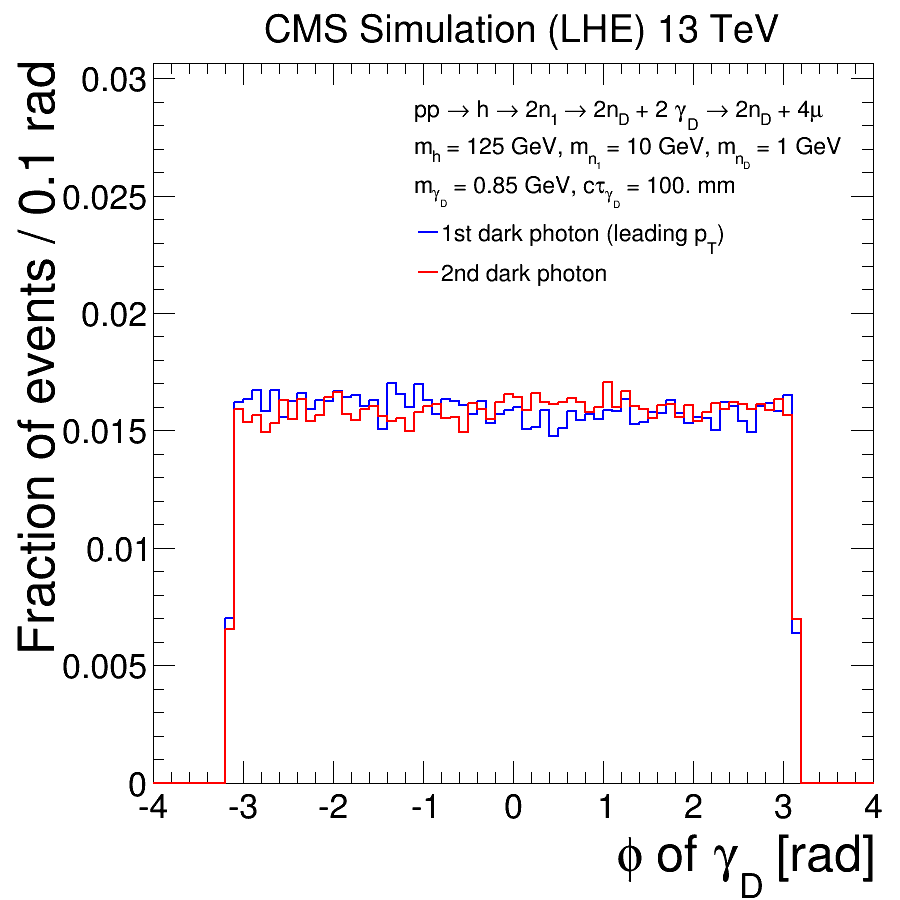 CMS Simulation (LHE) 13 TeV
Fraction of events / 0.1 rad
0.03
0.025
0.02
0.015
0.01
0.005
0
pp → h → 2n1 → 2nD + 2 γD → 2nD + 4μ
mh = 125 GeV, mn1 = 10 GeV, mnD = 1 GeV
mγD = 0.85 GeV, cτγD = 100. mm
1st dark photon (leading pT)
2nd dark photon
-4 -3 -2 -1 0 1 2 3 4
ϕ of γD [rad]